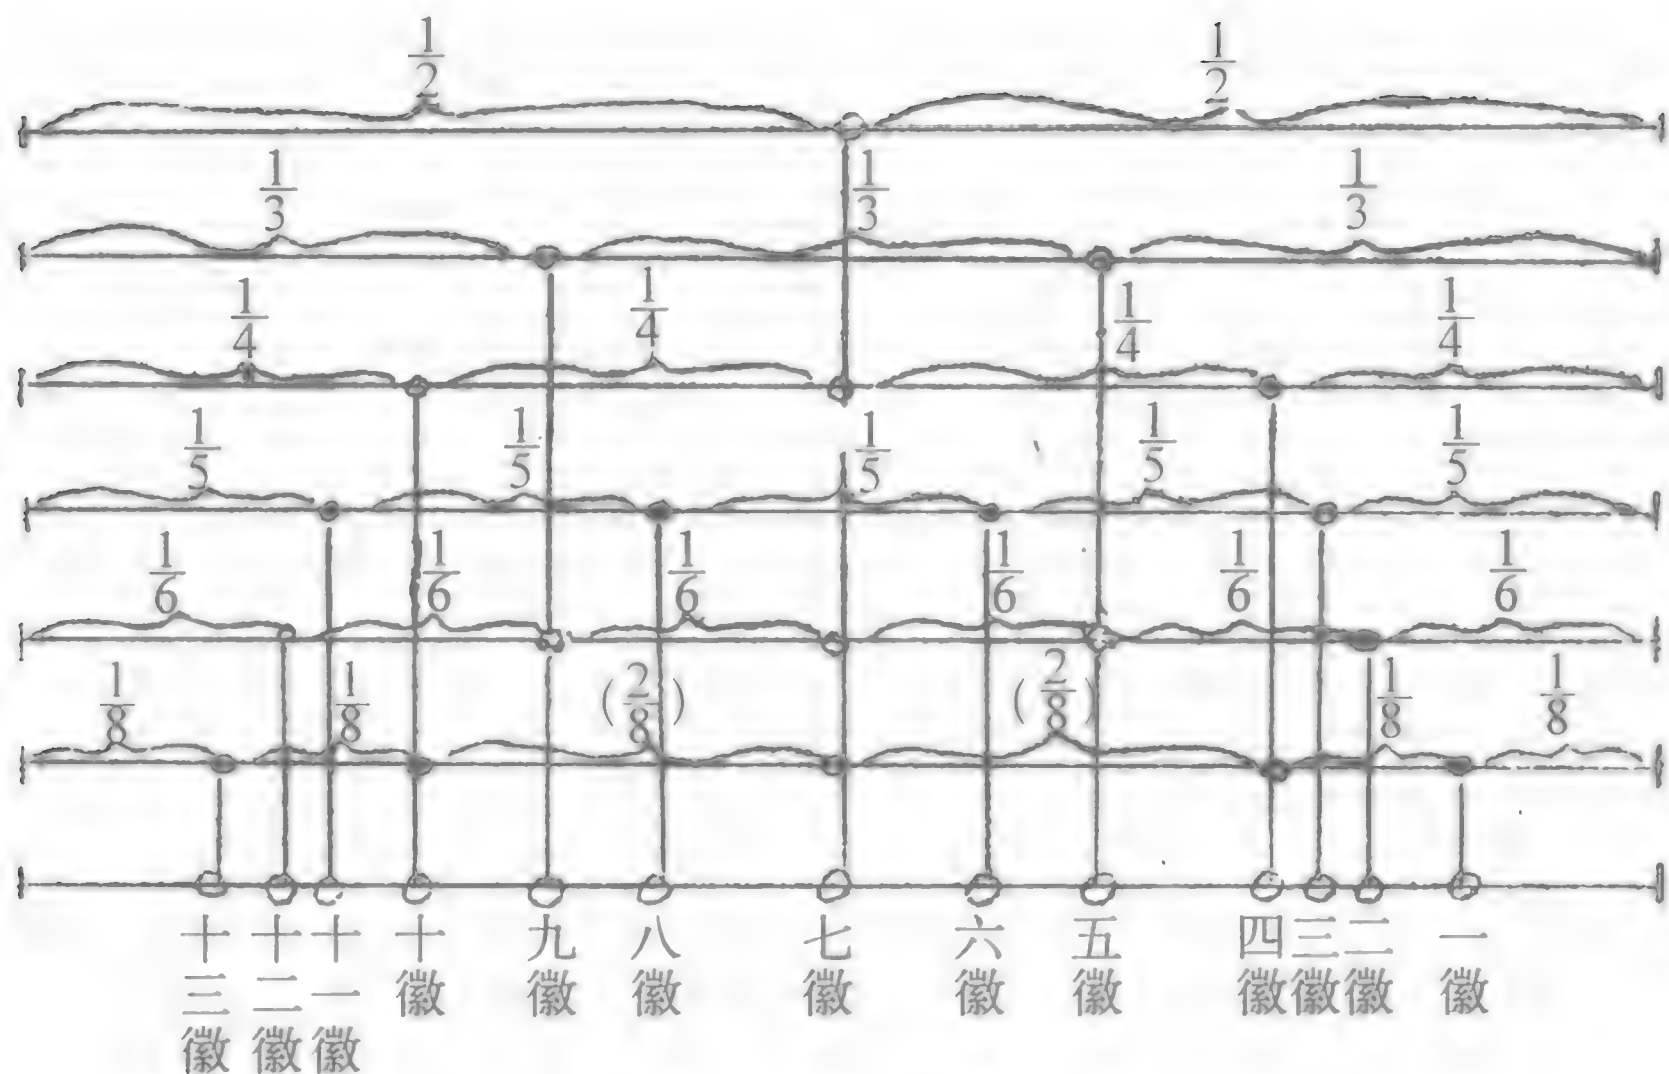 1/2 1/2
1/3 1/3 1/3
1/4 1/4 1/4 1/4
1/5 1/5 1/5 1/5 1/5
1/6 1/6 1/6 1/6 1/6 1/6
1/8 1/8 (2/8) (2/8) 1/8 1/8
十三徽 十二徽 十一徽 十徽 九徽 八徽 七徽 六徽 五徽 四徽 三徽 二徽 一徽